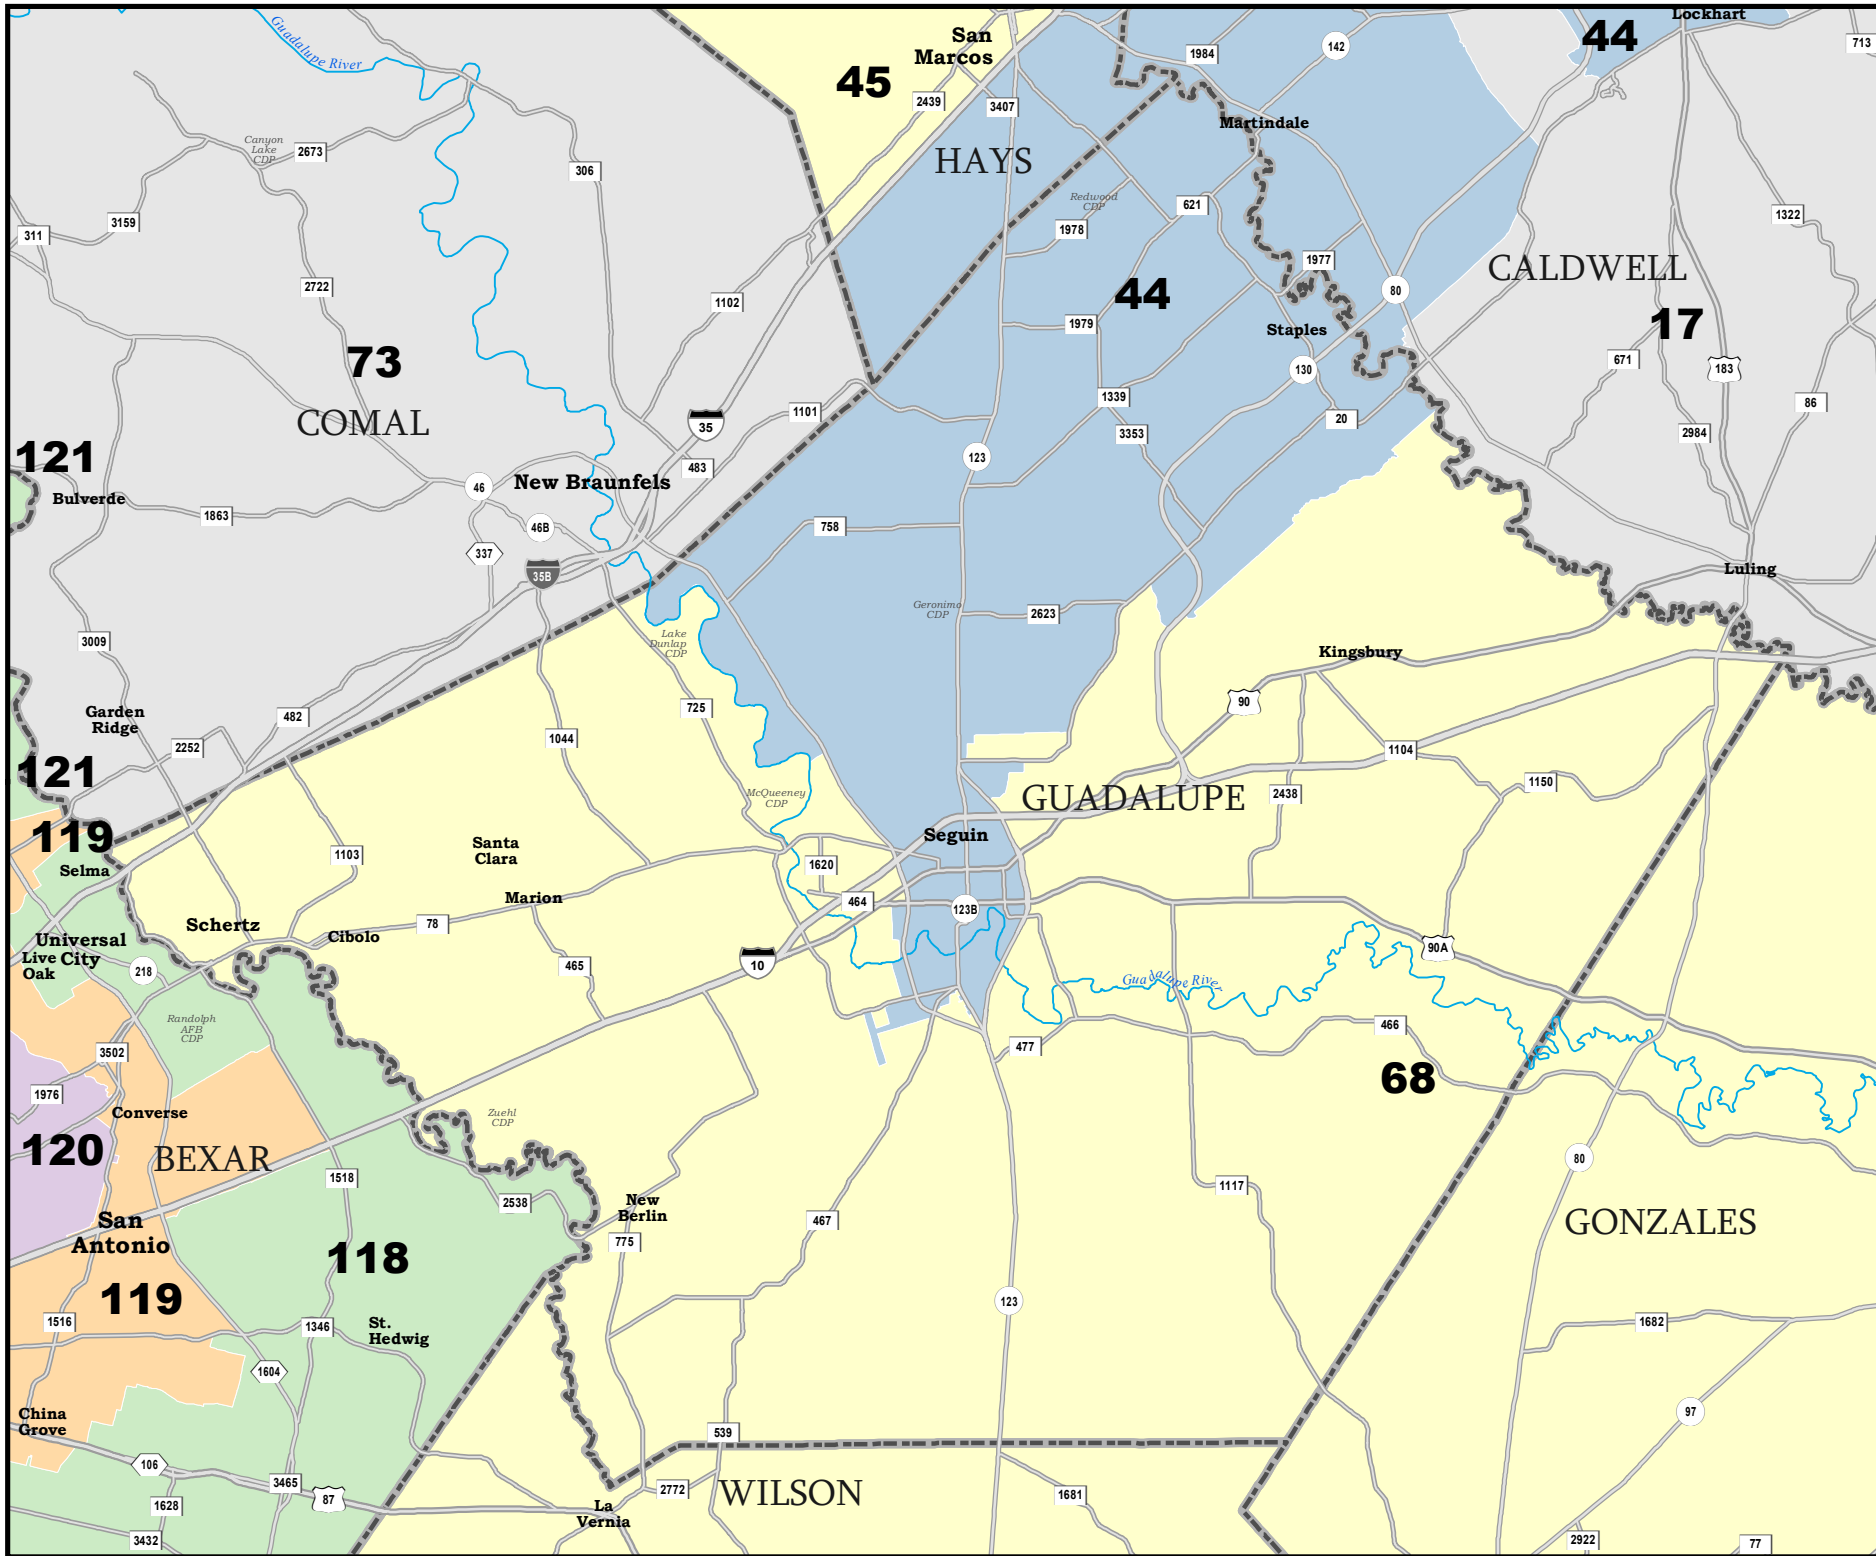 Lockhart
44
713
Guadalupe River
San
Marcos
1984
142
45
2439
3407
Martindale
Canyon
Lake
CDP
2673
306
HAYS
Redwood
CDP
621
1322
3159
311
1978
1977
CALDWELL
2722
1102
44
80
1979
Staples
17
73
671
183
130
COMAL
1101
1339
86
35
20
3353
2984
121
123
483
46
New Braunfels
Bulverde
1863
46B
758
337
35B
Luling
Geronimo
CDP
2623
3009
Lake
Dunlap
CDP
Kingsbury
90
725
Garden
Ridge
482
1044
2252
1104
121
1150
McQueeney
CDP
GUADALUPE
2438
119
Seguin
Santa
Clara
1103
1620
Selma
Marion
464
123B
Schertz
78
Cibolo
Universal
City
Live
Oak
218
465
10
90A
Guadalupe River
Randolph
AFB
CDP
466
3502
477
68
1976
Converse
Zuehl
CDP
120
BEXAR
80
1518
1117
2538
New
Berlin
San
Antonio
467
GONZALES
775
118
119
123
1516
1346
St.
Hedwig
1682
1604
China
Grove
97
539
106
3465
2772
WILSON
1681
87
1628
La
Vernia
3432
2922
77